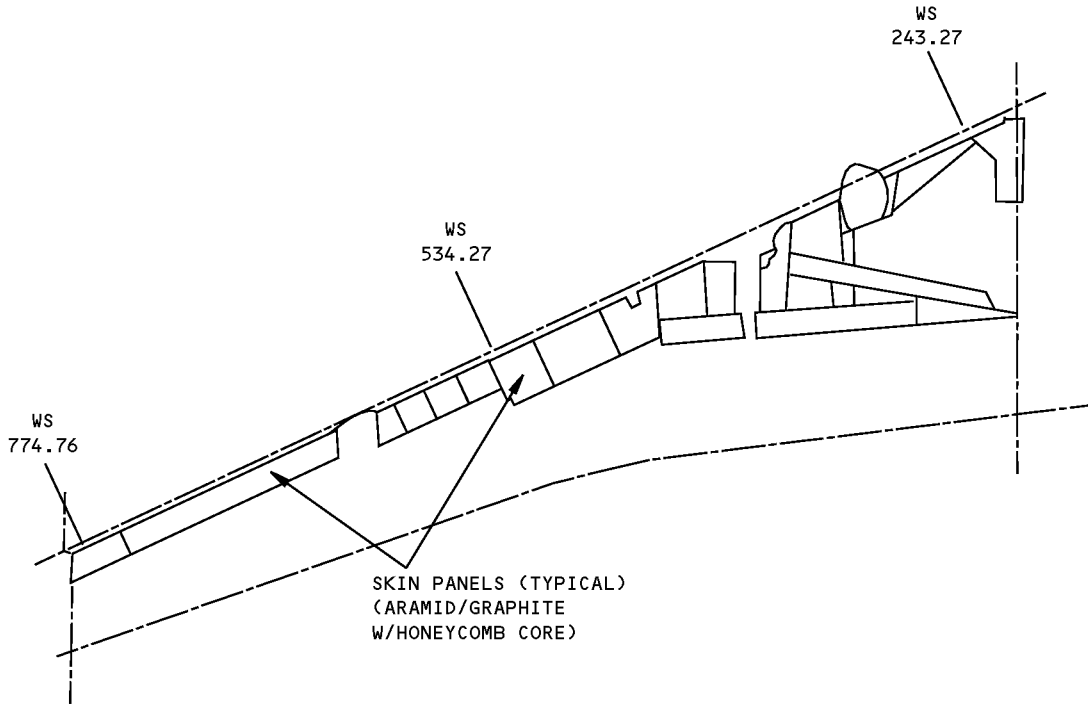 WS
243.27
WS
534.27
WS
774.76
SKIN PANELS (TYPICAL)
(ARAMID/GRAPHITE
W/HONEYCOMB CORE)